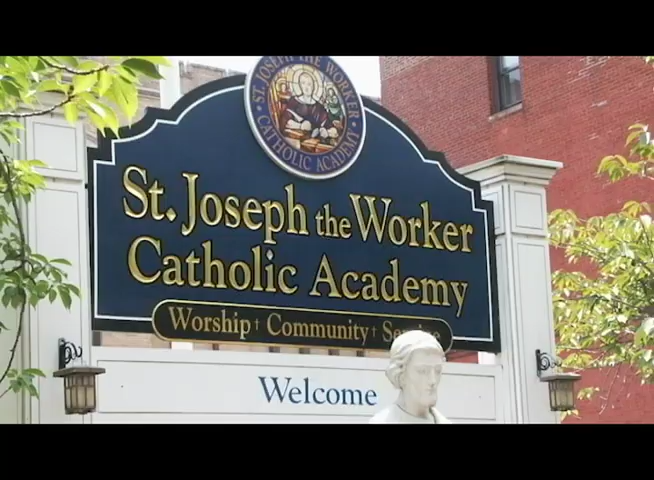 ST. JOSEPH THE WORKER
CATHOLIC ACADEMY
St. Joseph the Worker
Catholic Academy
Worship † Community †
Welcome